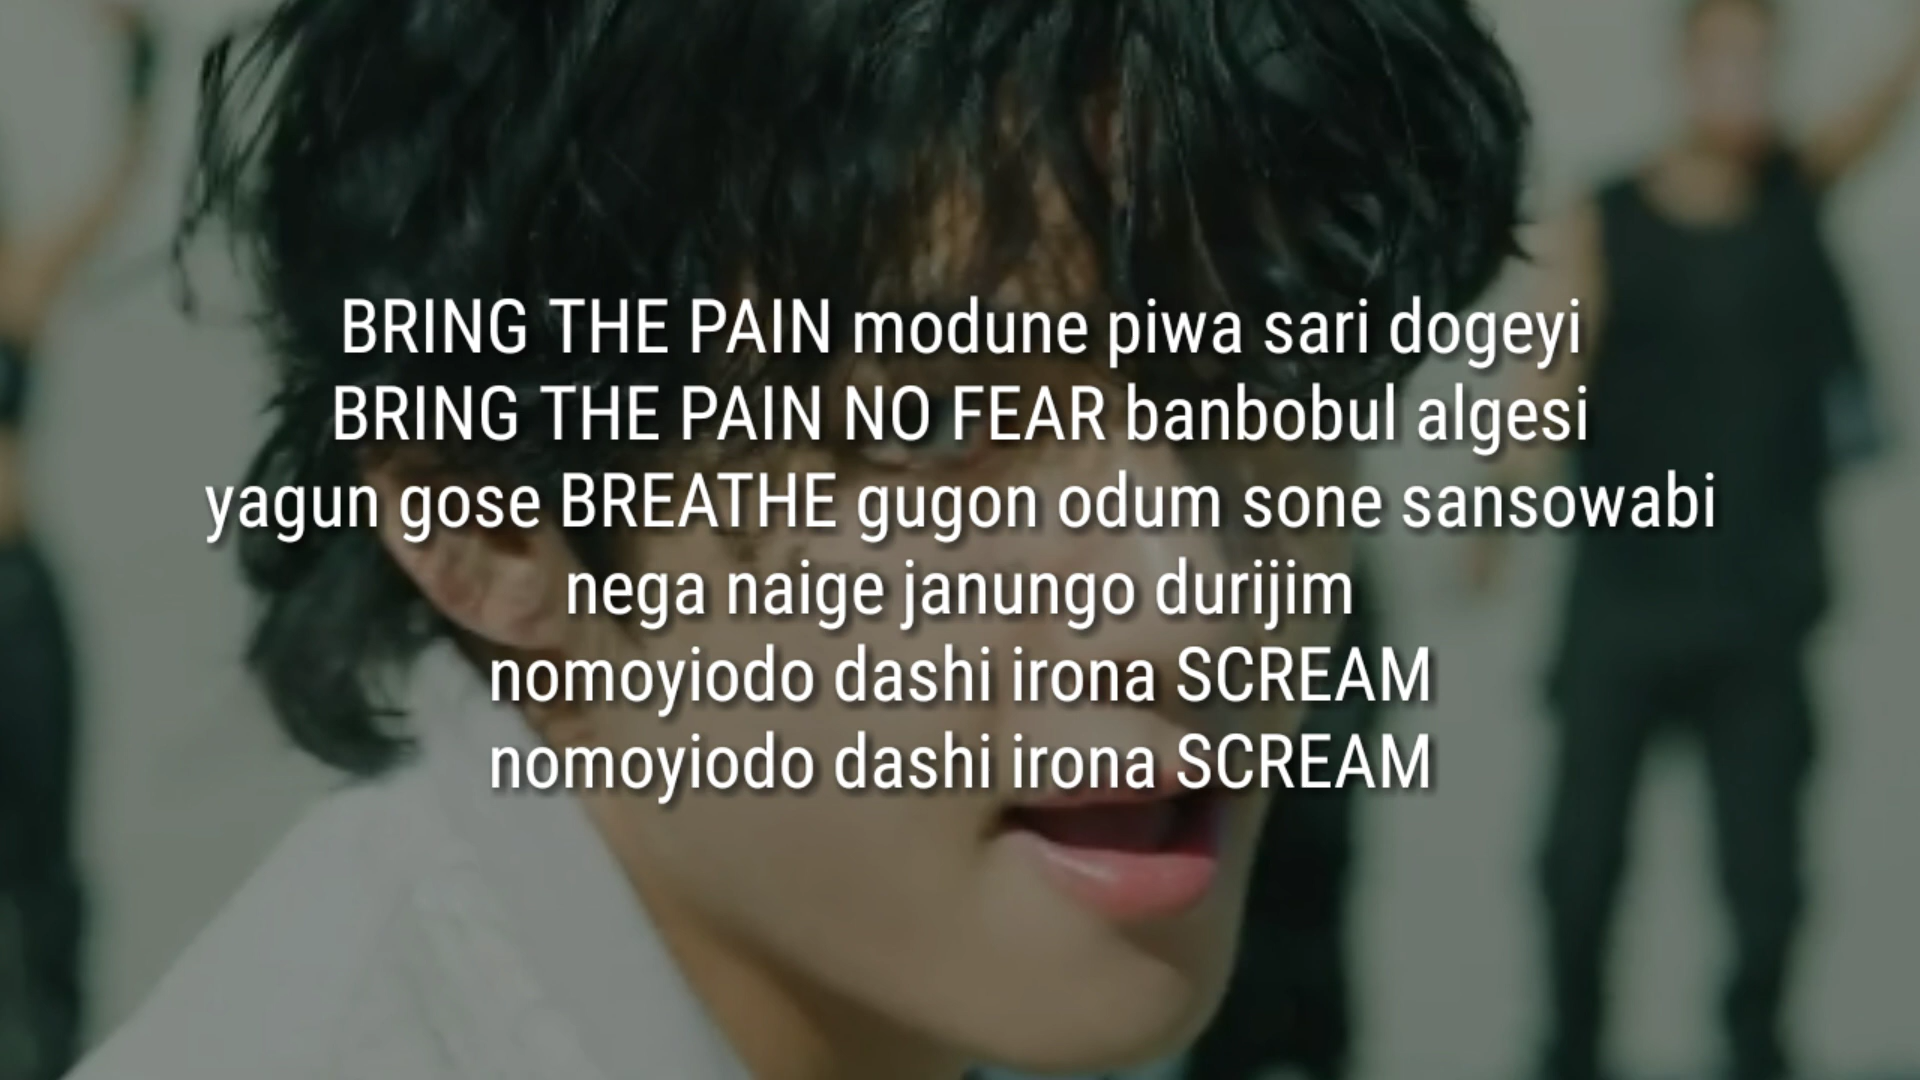 BRING THE PAIN modune piwa sari dogeyi
BRING THE PAIN NO FEAR banbobul algesi
yagun gose BREATHE gugon odum sone sansowabi
nega naige janungo durijim
nomoyiodo dashi irona SCREAM
nomoyiodo dashi irona SCREAM